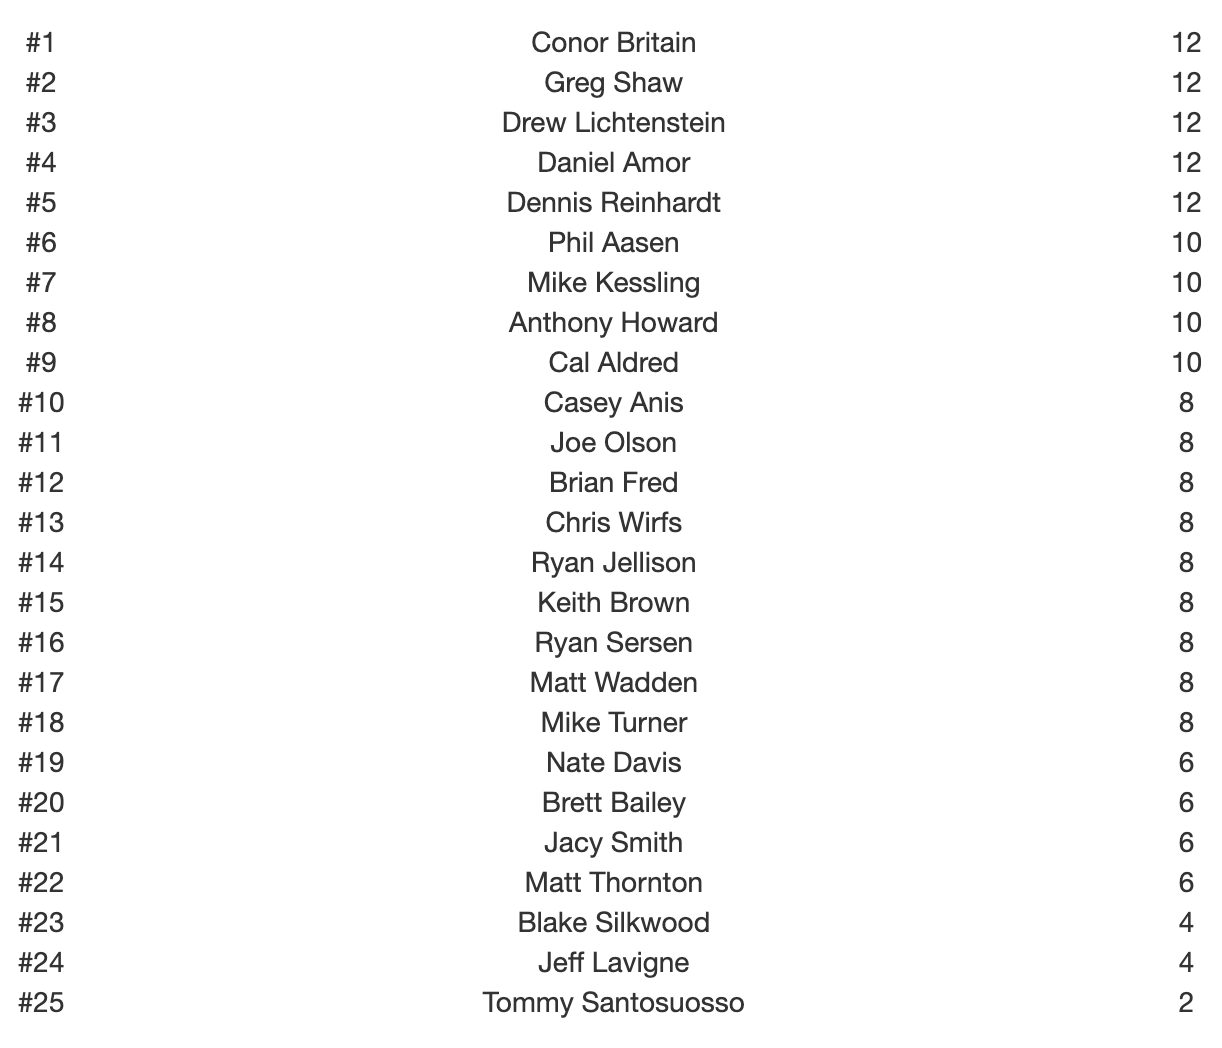 #1 Conor Britain 12
#2 Greg Shaw 12
#3 Drew Lichtenstein 12
#4 Daniel Amor 12
#5 Dennis Reinhardt 12
#6 Phil Aasen 10
#7 Mike Kessling 10
#8 Anthony Howard 10
#9 Cal Aldred 10
#10 Casey Anis 8
#11 Joe Olson 8
#12 Brian Fred 8
#13 Chris Wirfs 8
#14 Ryan Jellison 8
#15 Keith Brown 8
#16 Ryan Sersen 8
#17 Matt Wadden 8
#18 Mike Turner 8
#19 Nate Davis 6
#20 Brett Bailey 6
#21 Jacy Smith 6
#22 Matt Thornton 6
#23 Blake Silkwood 4
#24 Jeff Lavigne 4
#25 Tommy Santosuosso 2